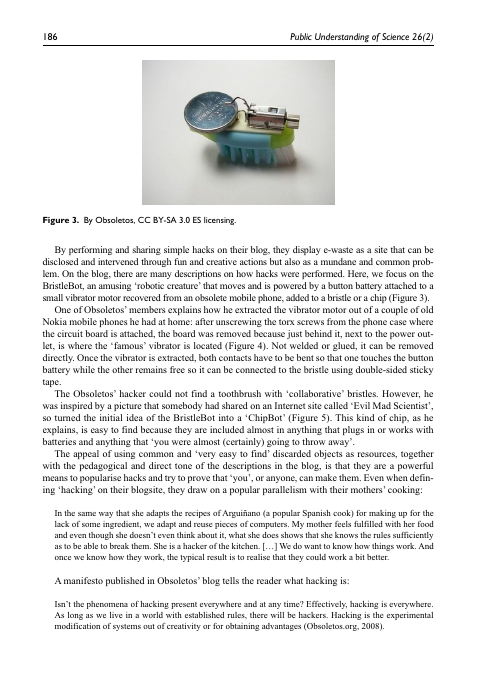 186
Public Understanding of Science 26(2)
Figure 3. By Obsoletos, CC BY-SA 3.0 ES licensing.
By performing and sharing simple hacks on their blog, they display e-waste as a site that can be
disclosed and intervened through fun and creative actions but also as a mundane and common prob-
lem. On the blog, there are many descriptions on how hacks were performed. Here, we focus on the
BristleBot, an amusing ‘robotic creature’ that moves and is powered by a button battery attached to a
small vibrator motor recovered from an obsolete mobile phone, added to a bristle or a chip (Figure 3).
One of Obsoletos’ members explains how he extracted the vibrator motor out of a couple of old
Nokia mobile phones he had at home: after unscrewing the torx screws from the phone case where
the circuit board is attached, the board was removed because just behind it, next to the power out-
let, is where the ‘famous’ vibrator is located (Figure 4). Not welded or glued, it can be removed
directly. Once the vibrator is extracted, both contacts have to be bent so that one touches the button
battery while the other remains free so it can be connected to the bristle using double-sided sticky
tape.
The Obsoletos’ hacker could not find a toothbrush with ‘collaborative’ bristles. However, he
was inspired by a picture that somebody had shared on an Internet site called ‘Evil Mad Scientist’,
so turned the initial idea of the BristleBot into a ‘ChipBot’ (Figure 5). This kind of chip, as he
explains, is easy to find because they are included almost in anything that plugs in or works with
batteries and anything that ‘you were almost (certainly) going to throw away’.
The appeal of using common and ‘very easy to find’ discarded objects as resources, together
with the pedagogical and direct tone of the descriptions in the blog, is that they are a powerful
means to popularise hacks and try to prove that ‘you’, or anyone, can make them. Even when defin-
ing ‘hacking’ on their blogsite, they draw on a popular parallelism with their mothers’ cooking:
In the same way that she adapts the recipes of Arguiñano (a popular Spanish cook) for making up for the
lack of some ingredient, we adapt and reuse pieces of computers. My mother feels fulfilled with her food
and even though she doesn’t even think about it, what she does shows that she knows the rules sufficiently
as to be able to break them. She is a hacker of the kitchen. […] We do want to know how things work. And
once we know how they work, the typical result is to realise that they could work a bit better.
A manifesto published in Obsoletos’ blog tells the reader what hacking is:
Isn’t the phenomena of hacking present everywhere and at any time? Effectively, hacking is everywhere.
As long as we live in a world with established rules, there will be hackers. Hacking is the experimental
modification of systems out of creativity or for obtaining advantages (Obsoletos.org, 2008).